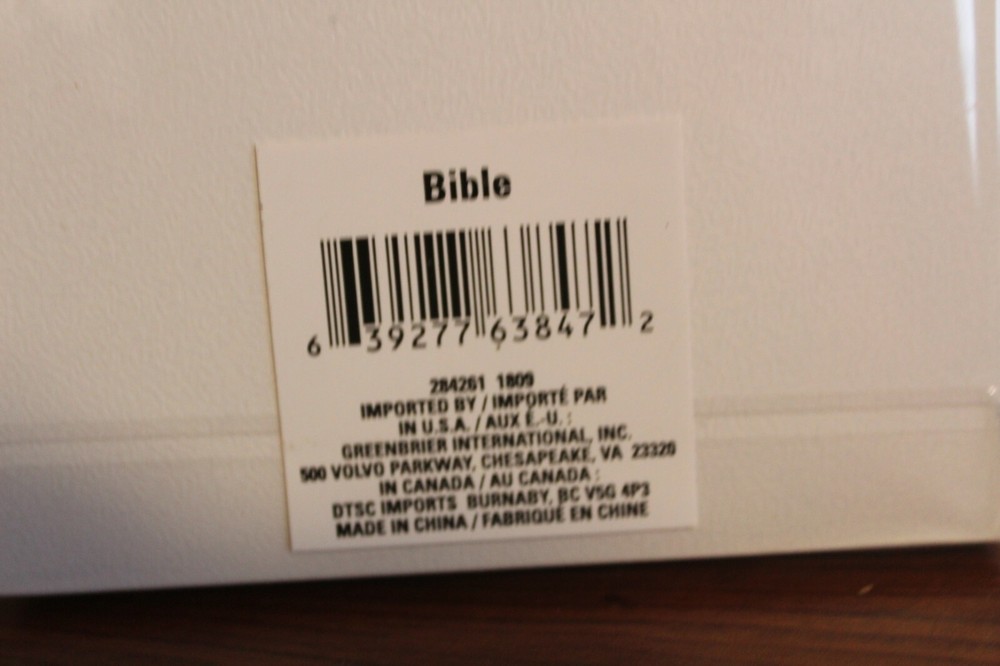 Bible
6 39277 63847 2
284261 1809
IMPORTED BY / IMPORTÉ PAR
IN U.S.A. / AUX É.-U. :
GREENBRIER INTERNATIONAL, INC.
500 VOLVO PARKWAY, CHESAPEAKE, VA 23320
IN CANADA / AU CANADA :
DTSC IMPORTS BURNABY, BC V5G 4P3
MADE IN CHINA / FABRIQUÉ EN CHINE